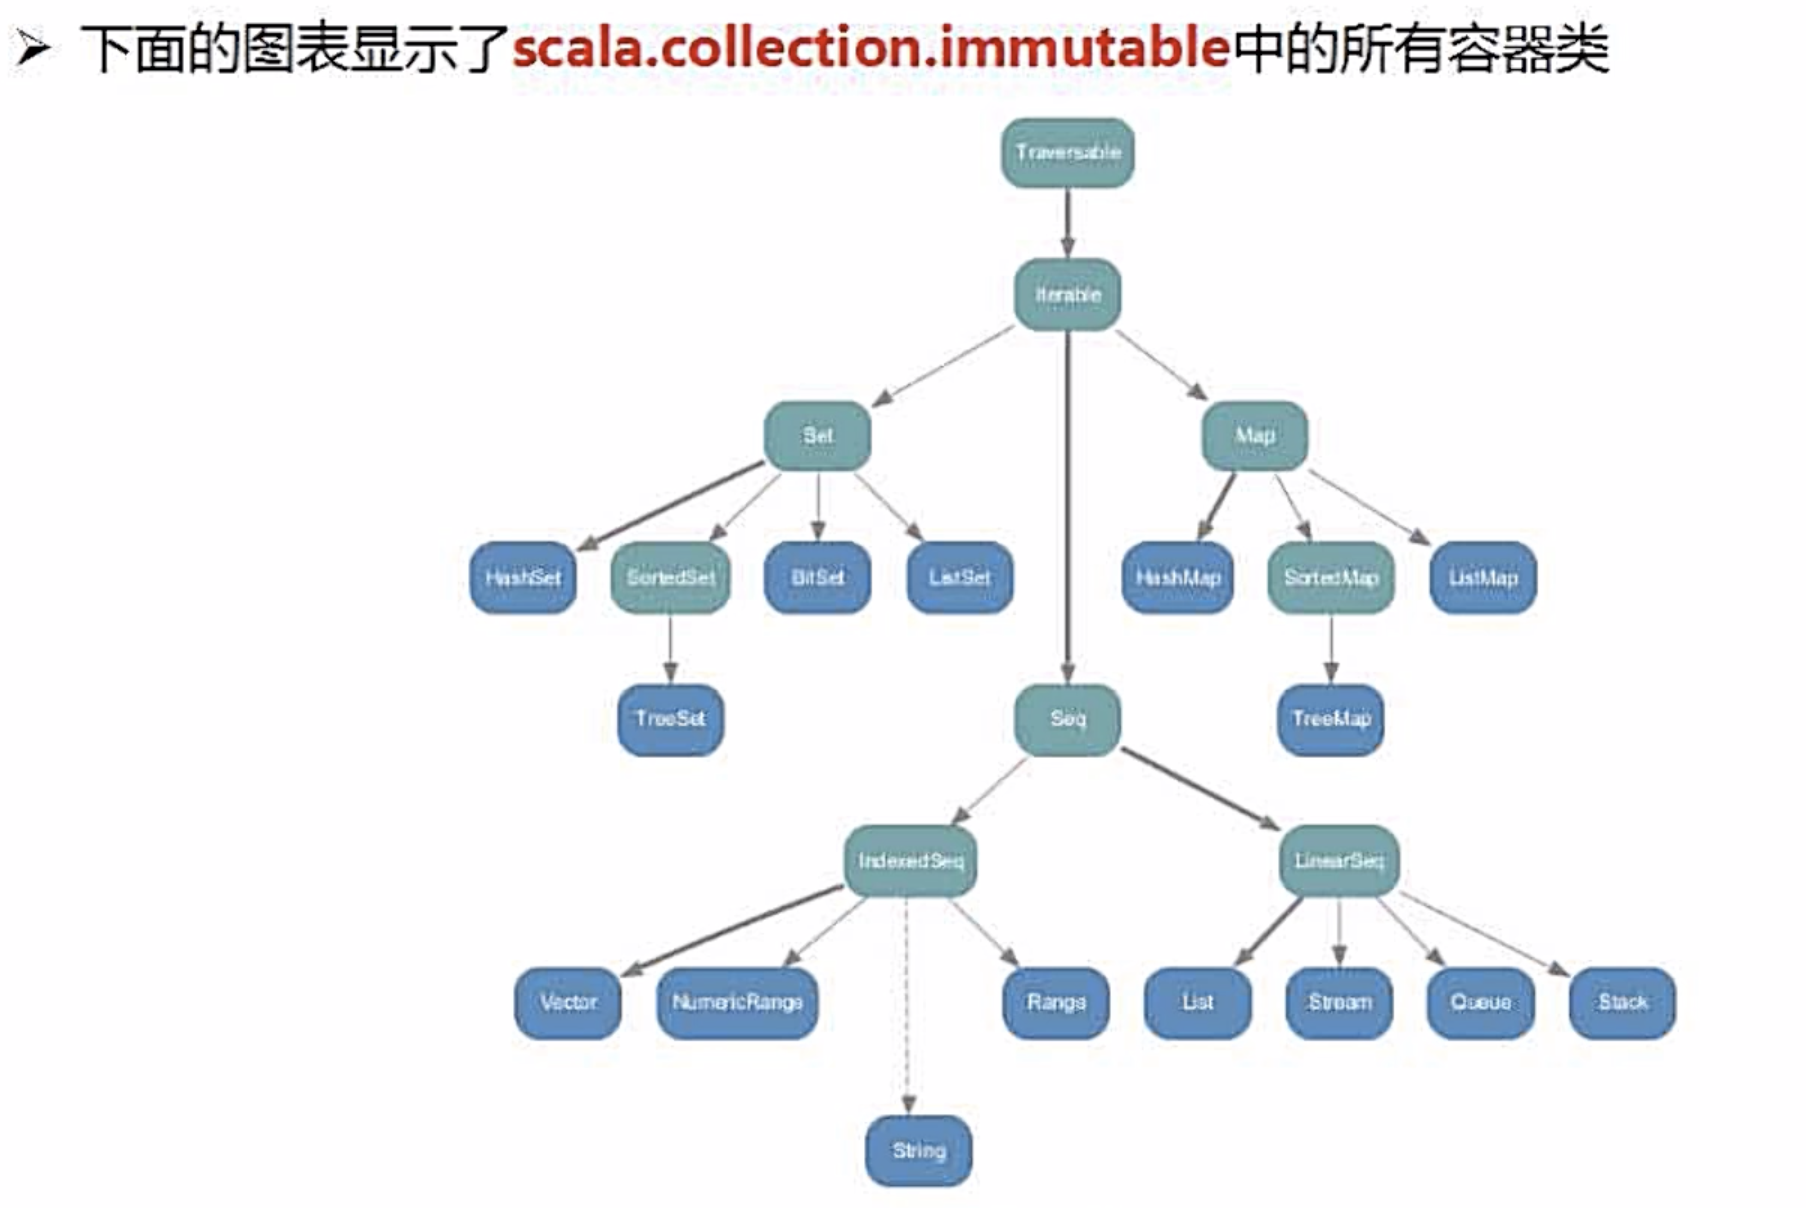 下面的图表显示了scala.collection.immutable中的所有容器类
Traversable
Iterable
Set
Map
HashSet
SortedSet
BitSet
ListSet
HashMap
SortedMap
ListMap
TreeSet
Seq
TreeMap
IndexedSeq
LinearSeq
Vector
NumericRange
Range
List
Stream
Queue
Stack
String